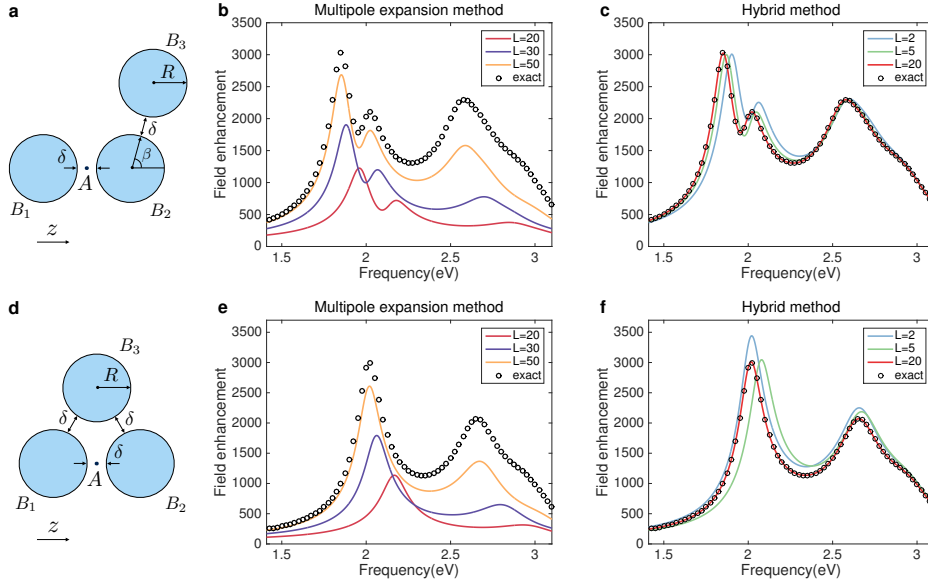 a
B3
R
δ
δ
β
A
B1
B2
z
b
Multipole expansion method
Field enhancement
3500
3000
2500
2000
1500
1000
500
0
L=20
L=30
L=50
exact
1.5
2
2.5
3
Frequency(eV)
c
Hybrid method
Field enhancement
3500
3000
2500
2000
1500
1000
500
0
L=2
L=5
L=20
exact
1.5
2
2.5
3
Frequency(eV)
d
B3
R
δ
δ
δ
A
B1
B2
z
e
Multipole expansion method
Field enhancement
3500
3000
2500
2000
1500
1000
500
0
L=20
L=30
L=50
exact
1.5
2
2.5
3
Frequency(eV)
f
Hybrid method
Field enhancement
3500
3000
2500
2000
1500
1000
500
0
L=2
L=5
L=20
exact
1.5
2
2.5
3
Frequency(eV)